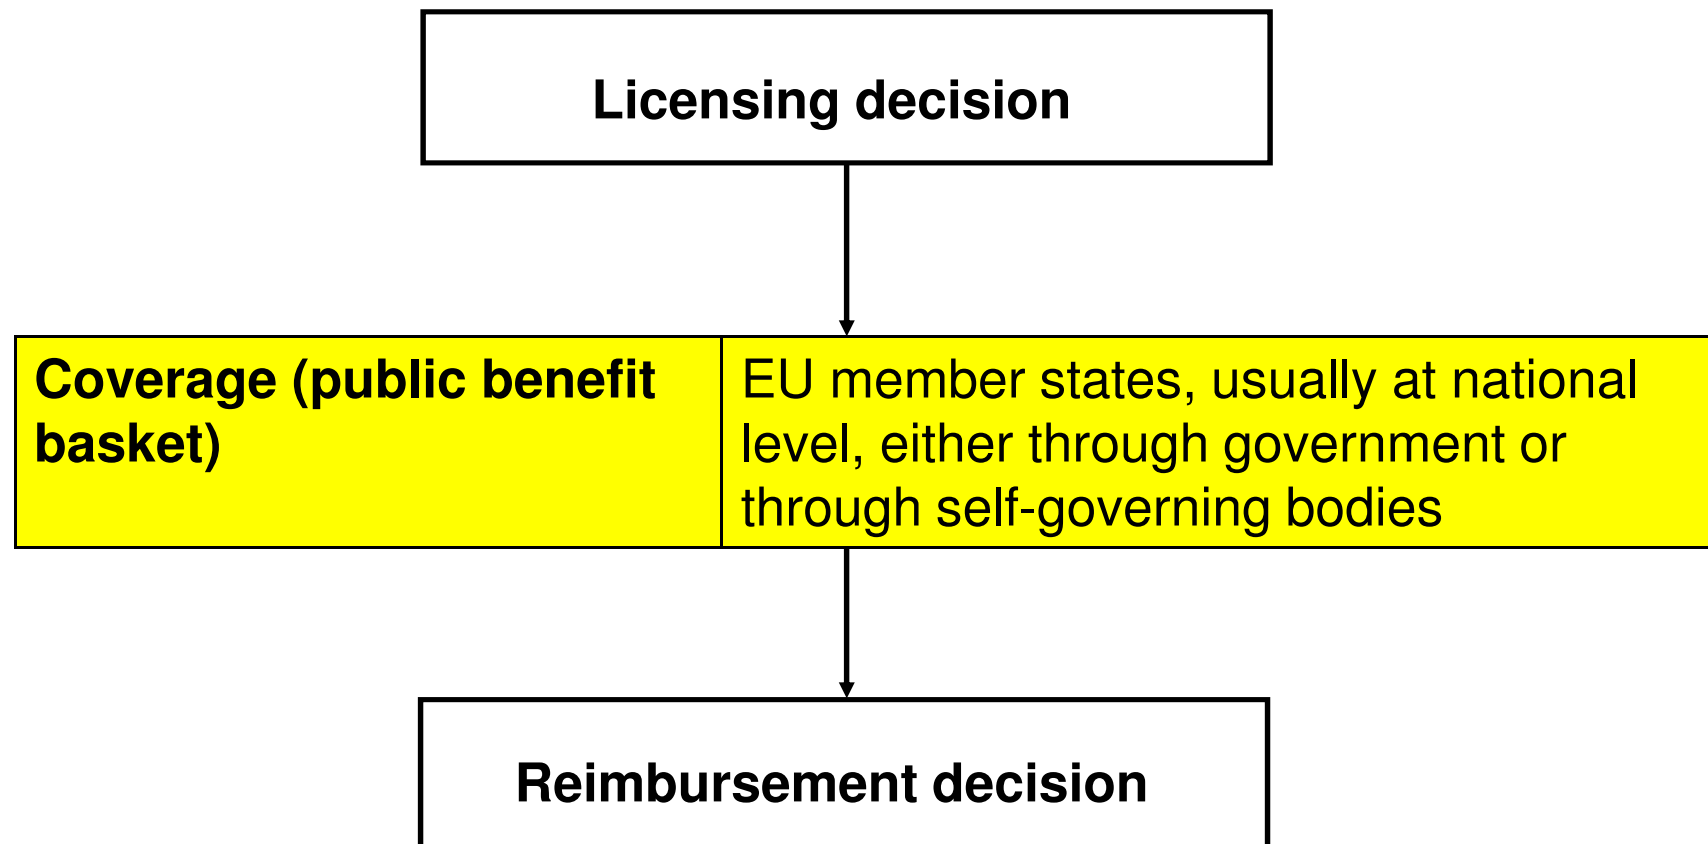 Licensing decision
Coverage (public benefit
basket)
EU member states, usually at national
level, either through government or
through self-governing bodies
Reimbursement decision